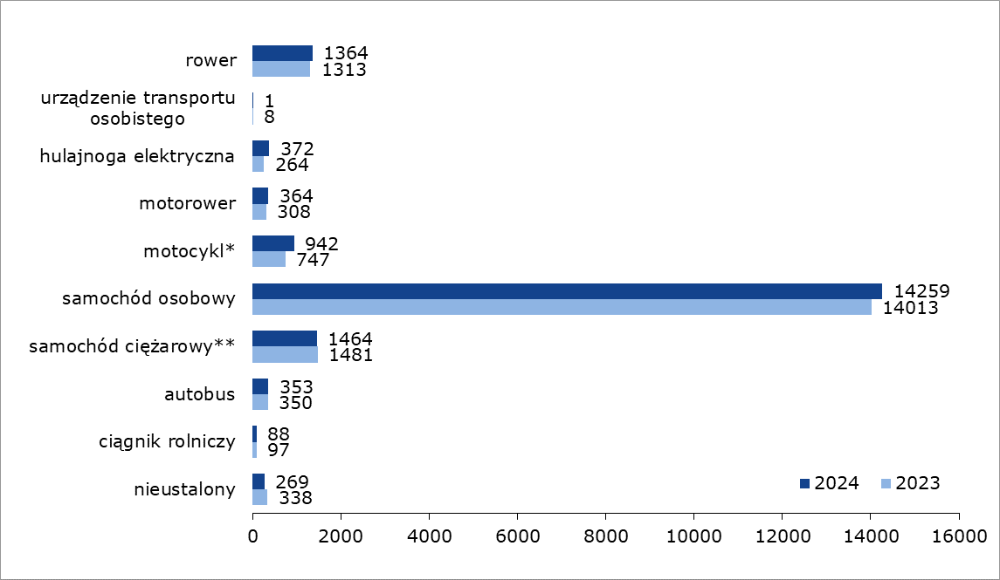 rower
1364
1313
urządzenie transportu
osobistego
1
8
hulajnoga elektryczna
372
264
motorower
364
308
motocykl*
942
747
samochód osobowy
14259
14013
samochód ciężarowy**
1464
1481
autobus
353
350
ciągnik rolniczy
88
97
nieustalony
269
338
2024 2023
0 2000 4000 6000 8000 10000 12000 14000 16000